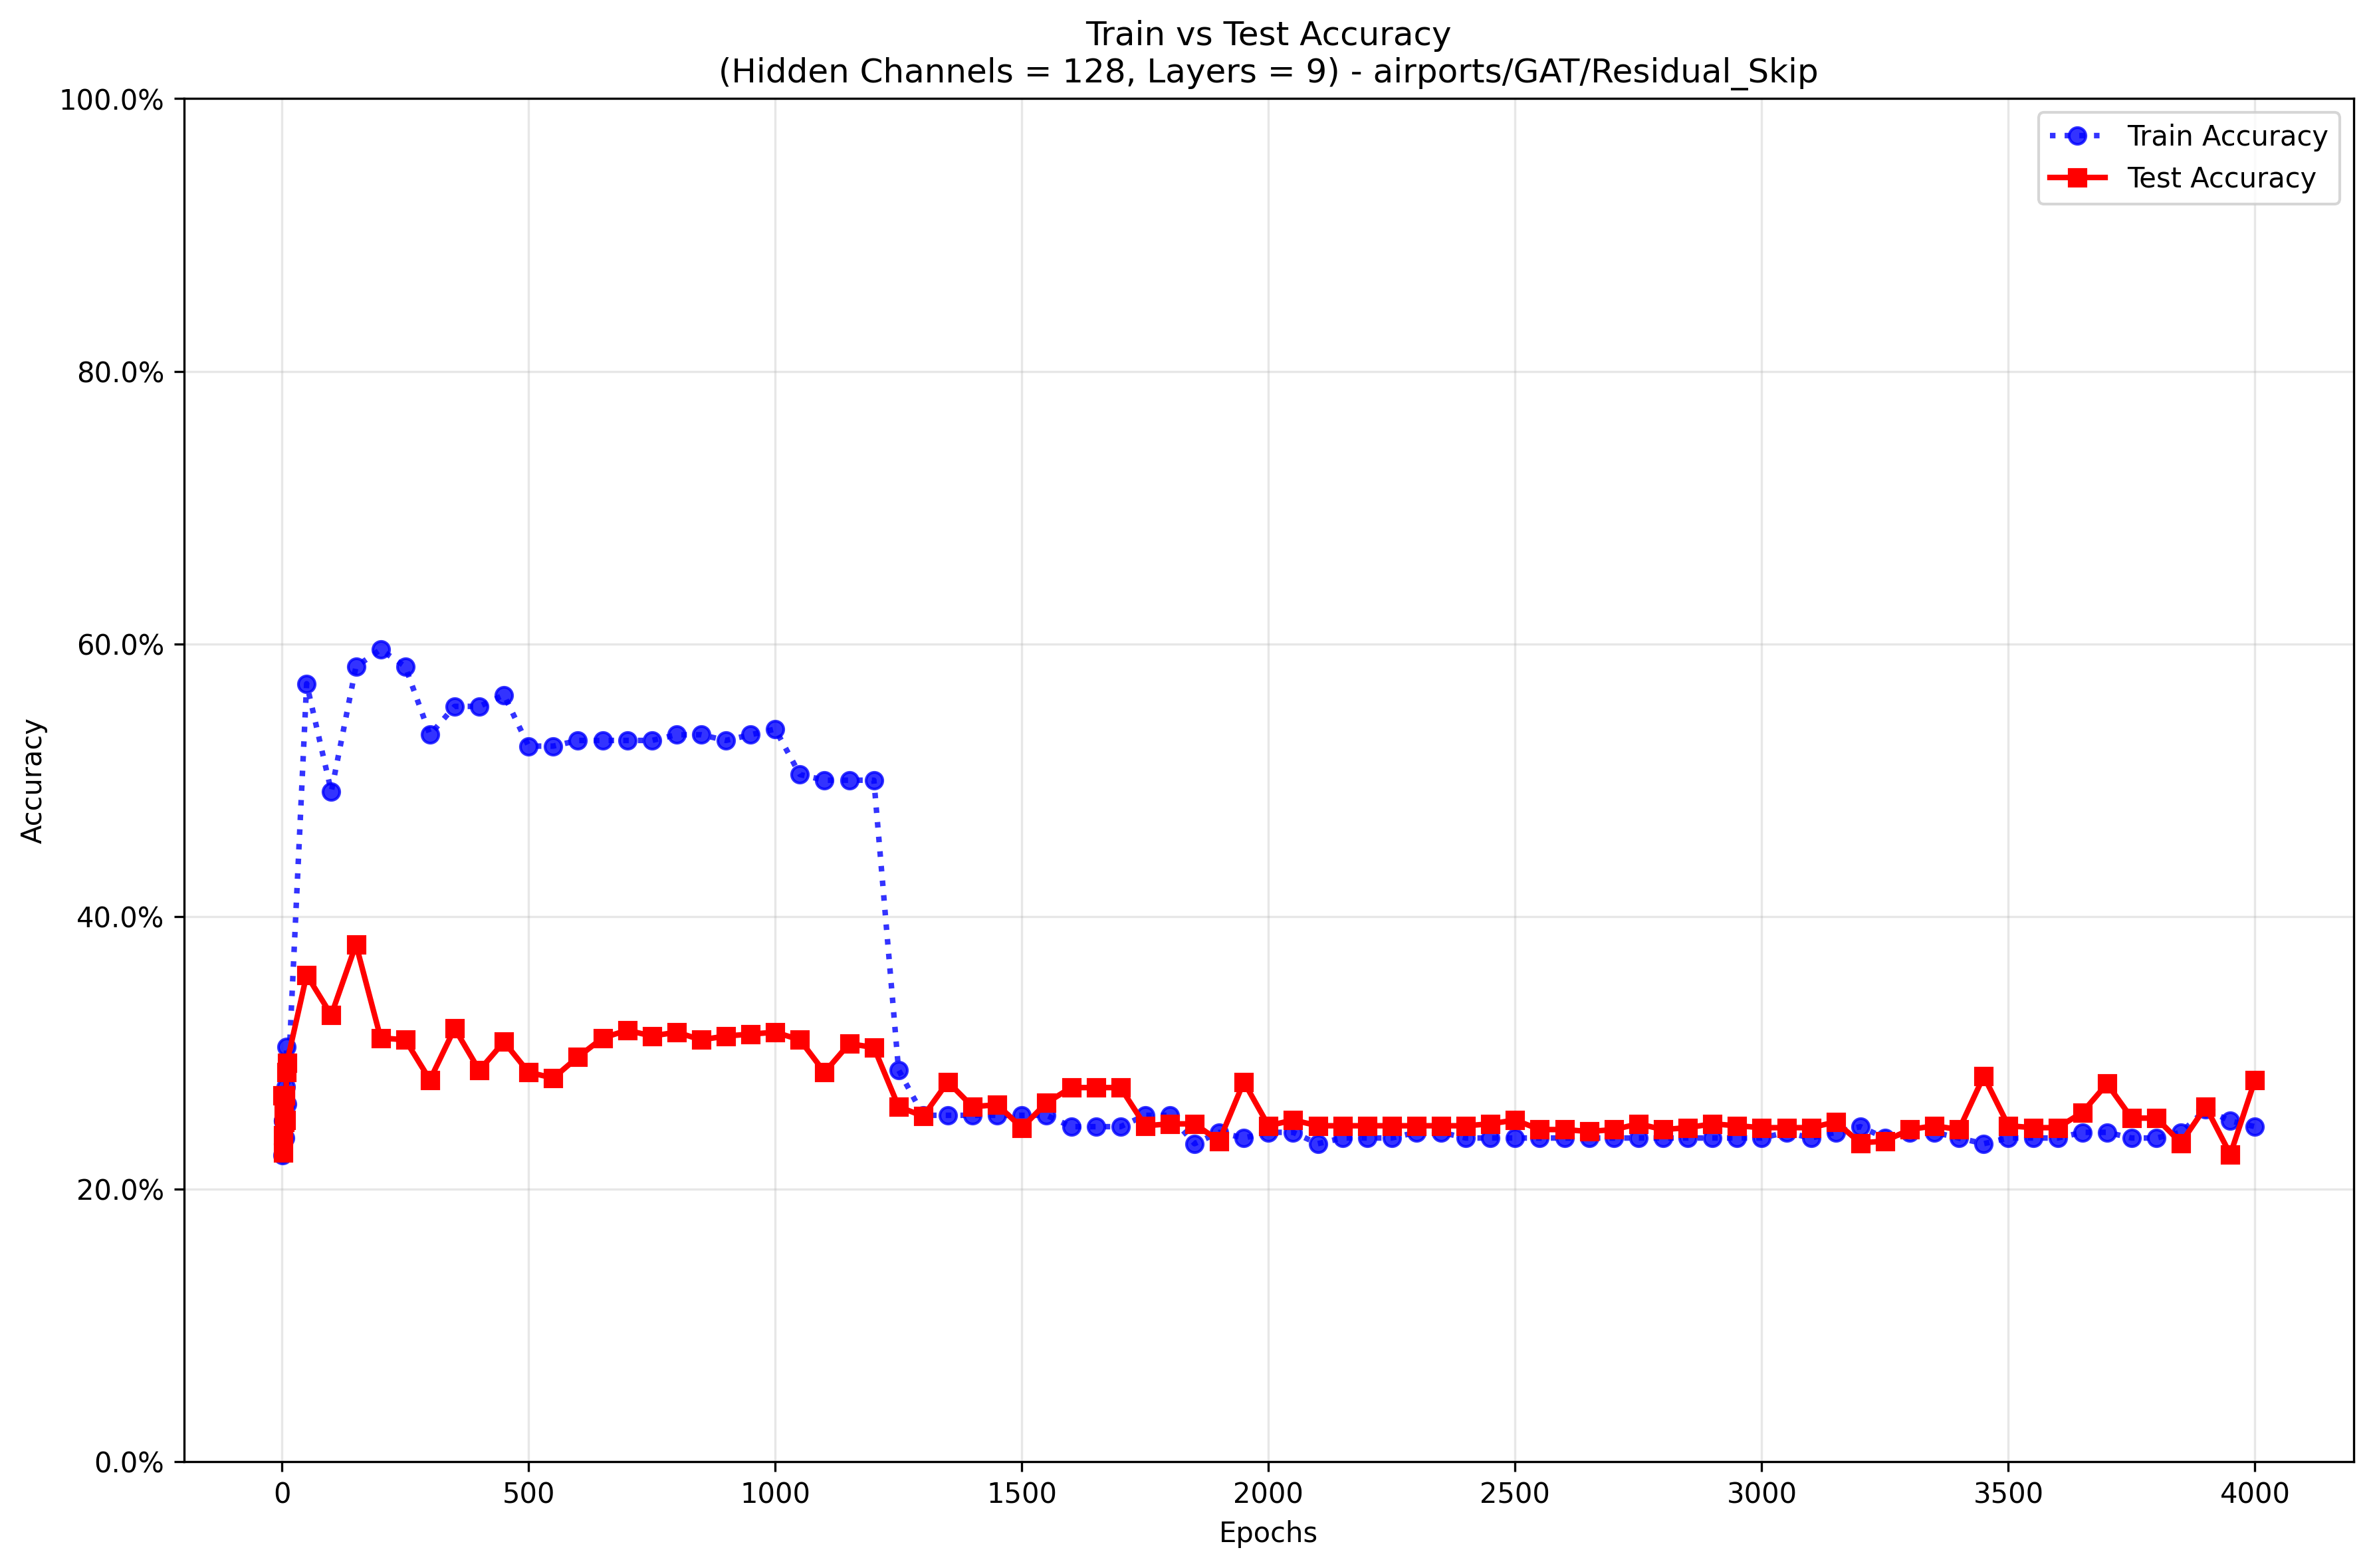 Train vs Test Accuracy
(Hidden Channels = 128, Layers = 9) - airports/GAT/Residual_Skip
100.0%
80.0%
60.0%
40.0%
20.0%
0.0%
Accuracy
Train Accuracy
Test Accuracy
0 500 1000 1500 2000 2500 3000 3500 4000
Epochs